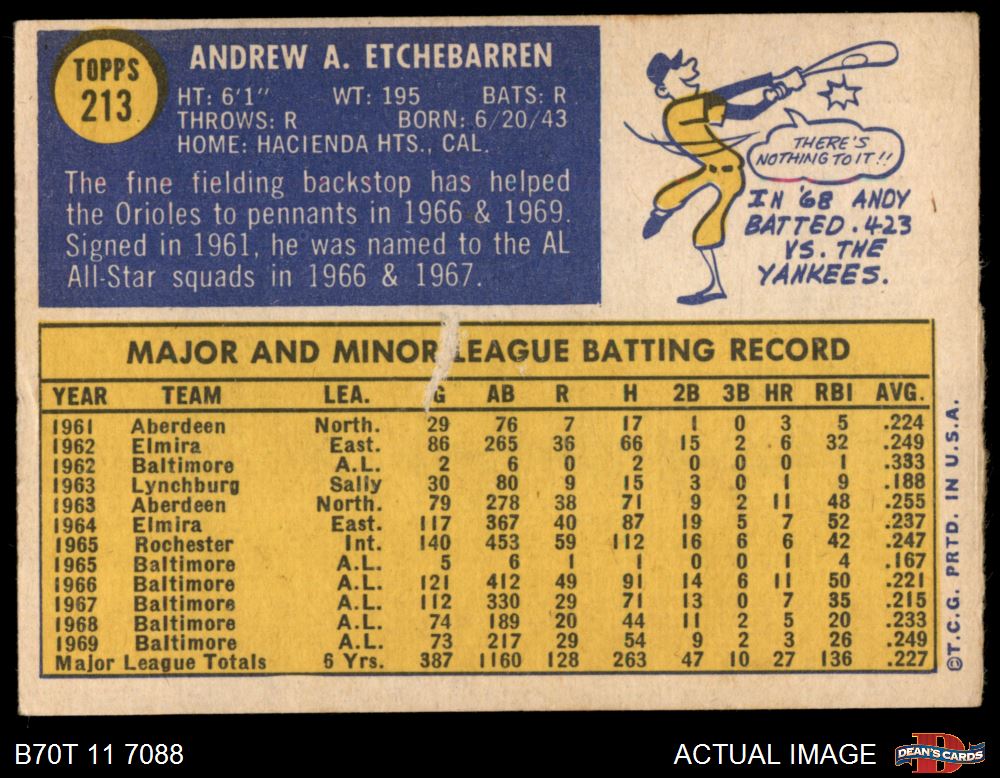 TOPPS
213
ANDREW A. ETCHEBARREN
HT: 6'1" WT: 195 BATS: R
THROWS: R BORN: 6/20/43
HOME: HACIENDA HTS., CAL.
The fine fielding backstop has helped
the Orioles to pennants in 1966 & 1969.
Signed in 1961, he was named to the AL
All-Star squads in 1966 & 1967.
THERE'S
NOTHING TO IT!!
IN '68 ANDY
BATTED .423
VS. THE
YANKEES.
MAJOR AND MINOR LEAGUE BATTING RECORD
YEAR TEAM LEA. G AB R H 2B 3B HR RBI AVG.
1961 Aberdeen North. 29 76 7 17 1 0 3 5 .224
1962 Elmira East. 86 265 36 66 15 2 6 32 .249
1962 Baltimore A.L. 2 6 0 2 0 0 0 1 .333
1963 Lynchburg Sally 30 80 9 15 3 0 1 9 .188
1963 Aberdeen North. 79 278 38 71 9 2 11 48 .255
1964 Elmira East. 117 367 40 87 19 5 7 52 .237
1965 Rochester Int. 140 453 59 112 16 6 6 42 .247
1965 Baltimore A.L. 5 6 1 1 0 0 1 4 .167
1966 Baltimore A.L. 121 412 49 91 14 6 11 50 .221
1967 Baltimore A.L. 112 330 29 71 13 0 7 35 .215
1968 Baltimore A.L. 74 189 20 44 11 2 5 20 .233
1969 Baltimore A.L. 73 217 29 54 9 2 3 26 .249
Major League Totals 6 Yrs. 387 1160 128 263 47 10 27 136 .227
©T.C.G. PRTD. IN U.S.A.
B70T 11 7088
ACTUAL IMAGE
DEAN'S CARDS